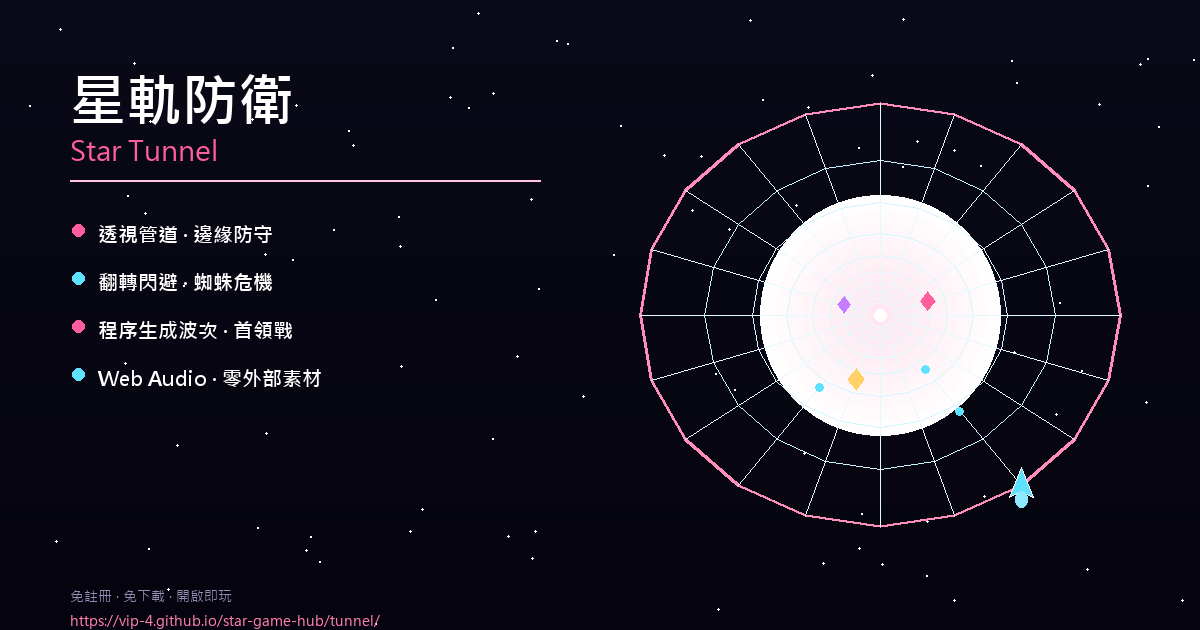 星軌防衛
Star Tunnel
透視管道 · 邊緣防守
翻轉閃避 · 蜘蛛危機
程序生成波次 · 首領戰
Web Audio · 零外部素材
免註冊 · 免下載 · 開啟即玩
https://vip-4.github.io/star-game-hub/tunnel/